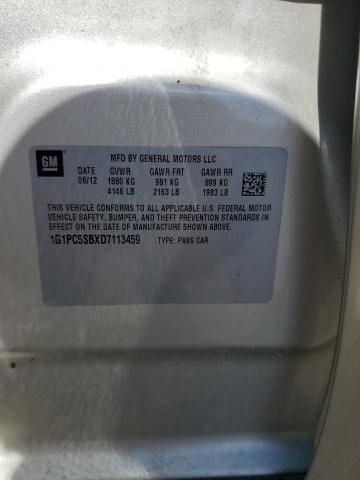 GM
MFD BY GENERAL MOTORS LLC
DATE GVWR GAWR FRT GAWR RR
08/12 1880 KG 981 KG 899 KG
4146 LB 2163 LB 1983 LB
THIS VEHICLE CONFORMS TO ALL APPLICABLE U.S. FEDERAL MOTOR
VEHICLE SAFETY, BUMPER, AND THEFT PREVENTION STANDARDS
IN EFFECT ON THE DATE OF MANUFACTURE SHOWN ABOVE.
1G1PC5SBXD7113459 TYPE: PASS CAR